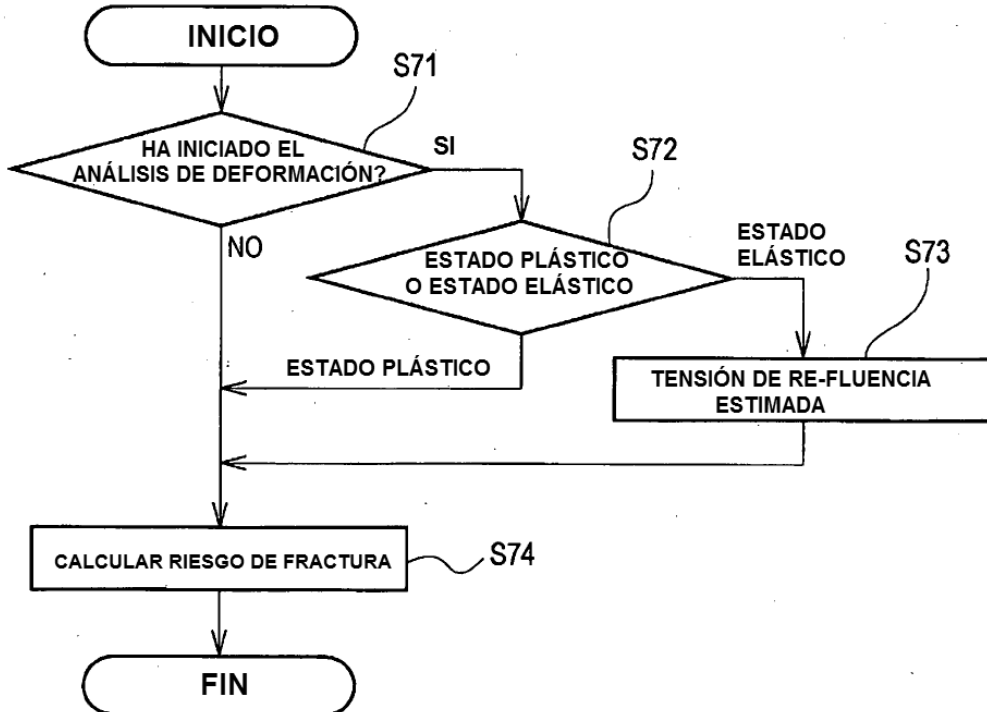 INICIO
S71
HA INICIADO EL
ANÁLISIS DE DEFORMACIÓN?
SI
S72
NO
ESTADO PLÁSTICO
O ESTADO ELÁSTICO
ESTADO
ELÁSTICO
S73
ESTADO PLÁSTICO
TENSIÓN DE RE-FLUENCIA
ESTIMADA
CALCULAR RIESGO DE FRACTURA
S74
FIN